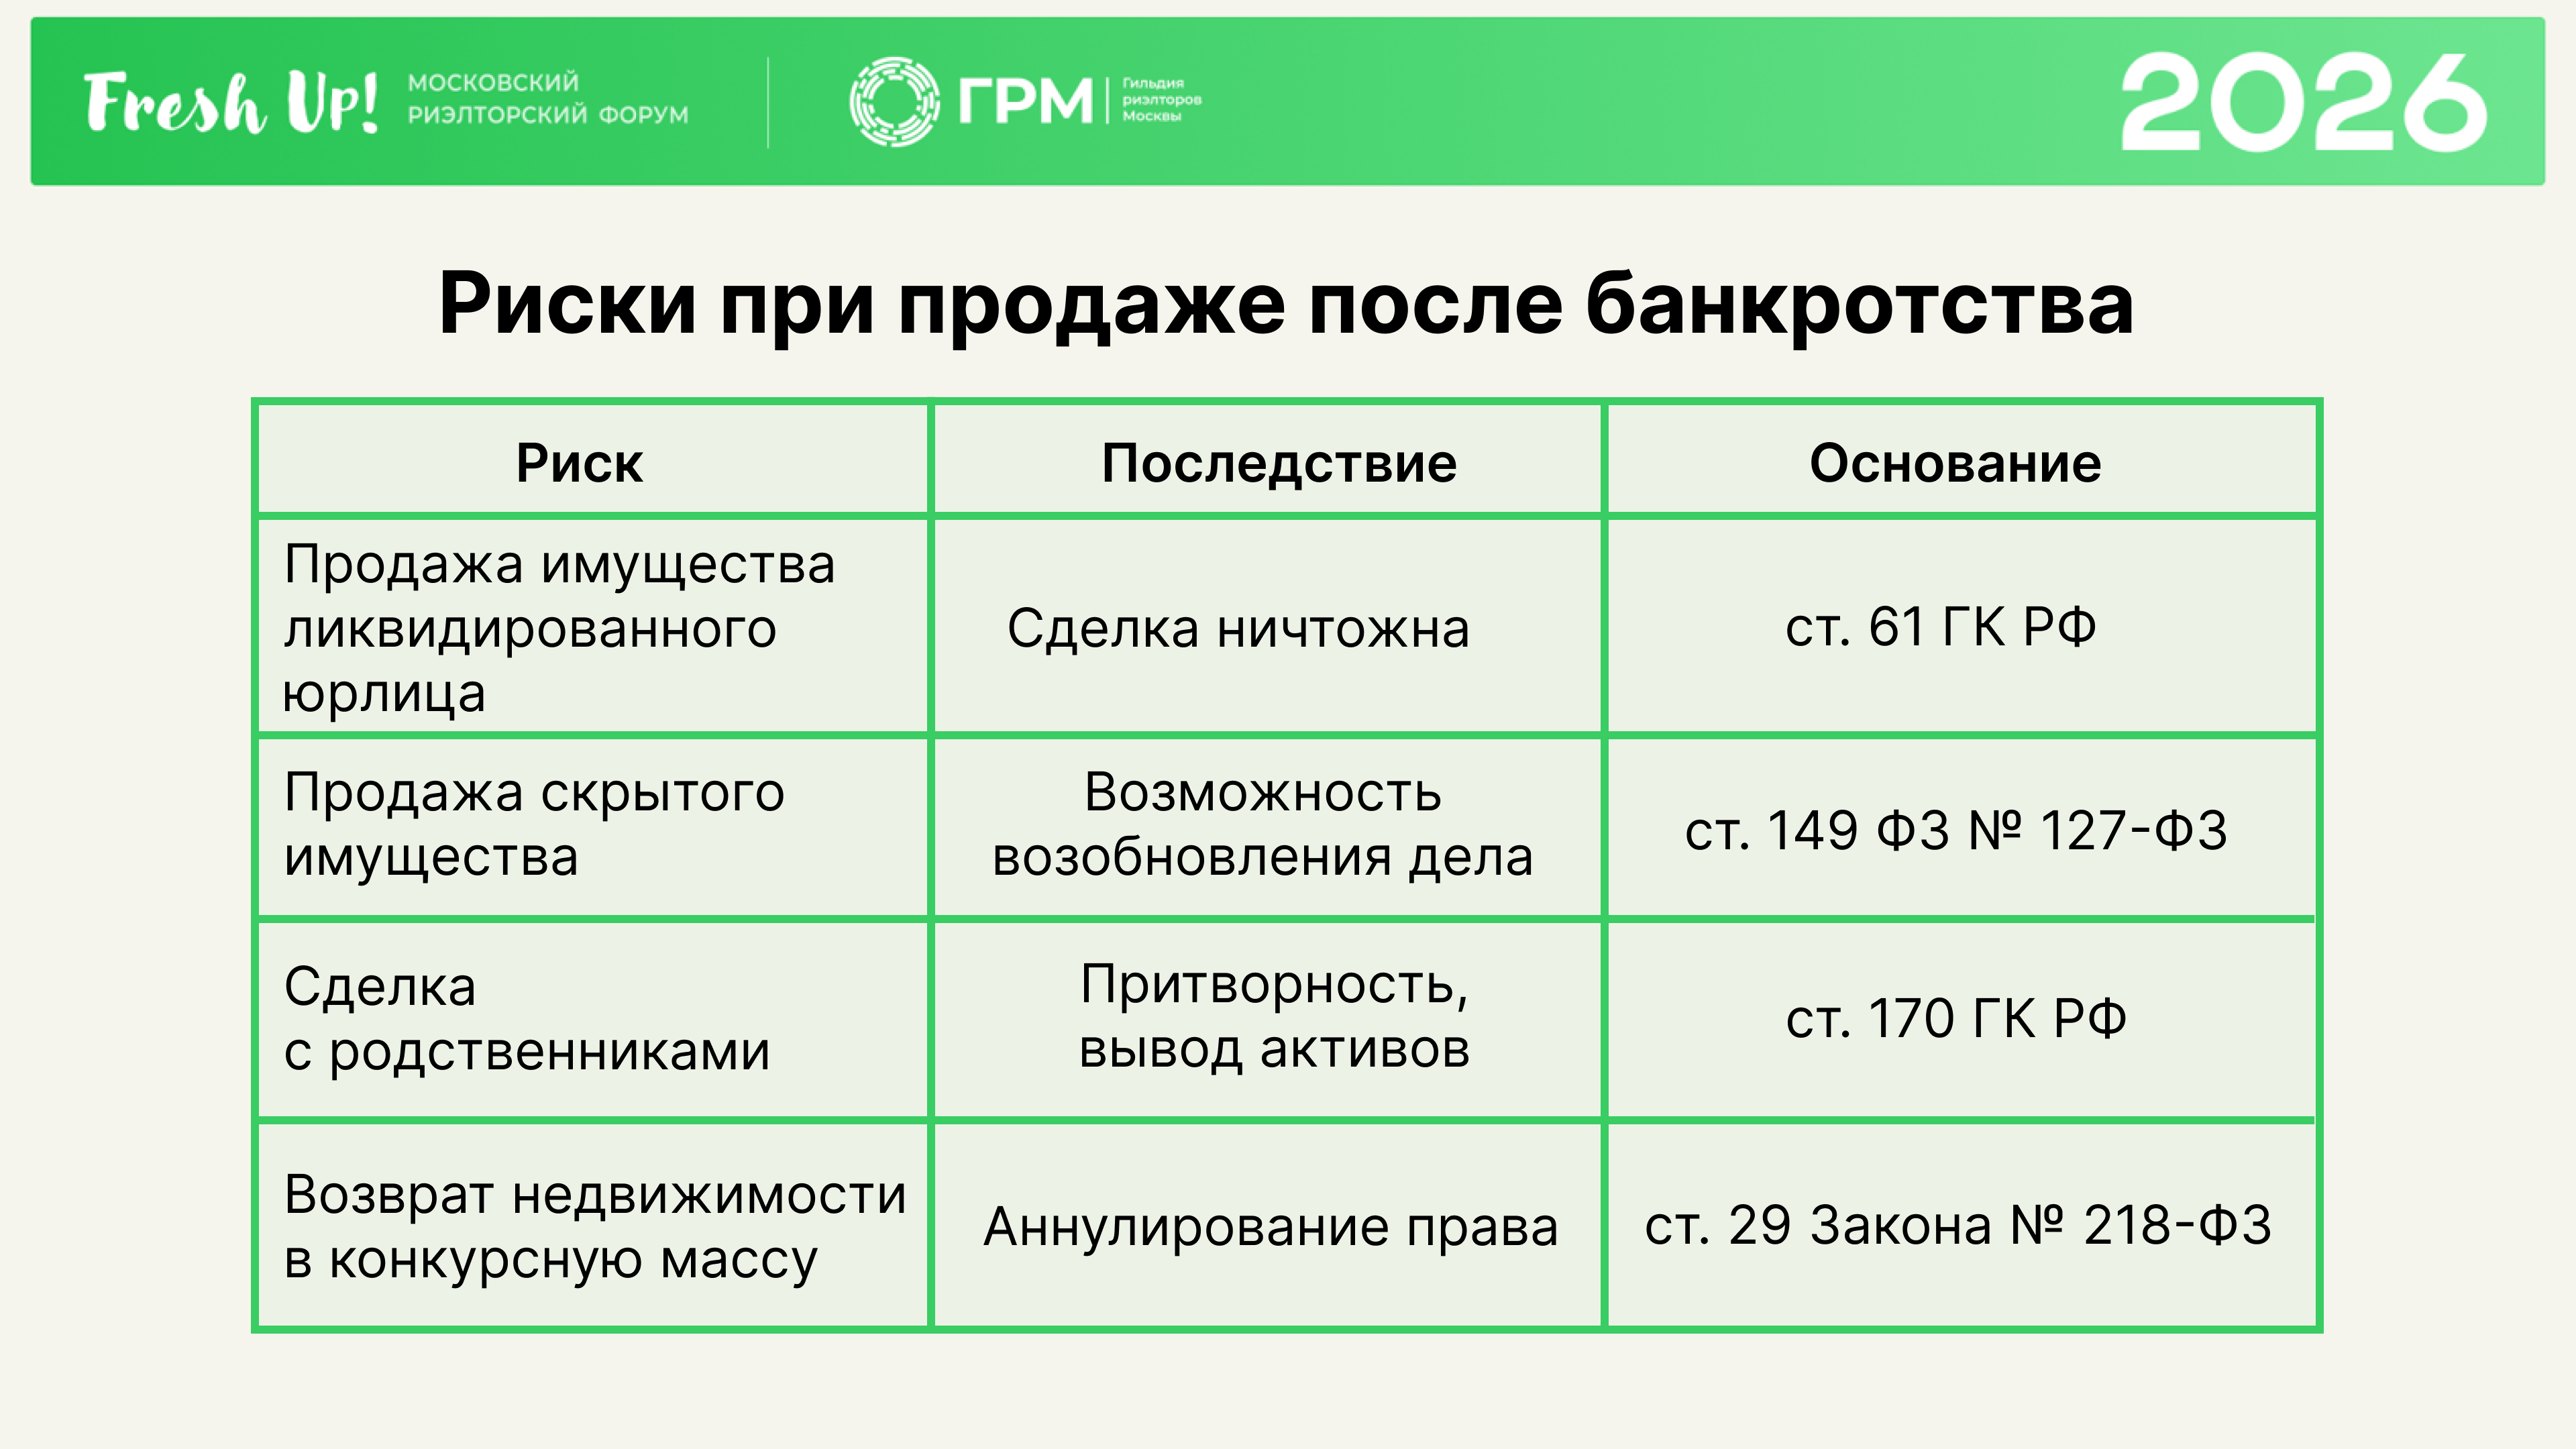 Fresh Up!
МОСКОВСКИЙ
РИЭЛТОРСКИЙ ФОРУМ
ГРМ
Гильдия
риэлторов
Москвы
2026
Риски при продаже после банкротства
Риск
Последствие
Основание
Продажа имущества
ликвидированного
юрлица
Сделка ничтожна
ст. 61 ГК РФ
Продажа скрытого
имущества
Возможность
возобновления дела
ст. 149 ФЗ № 127-ФЗ
Сделка
с родственниками
Притворность,
вывод активов
ст. 170 ГК РФ
Возврат недвижимости
в конкурсную массу
Аннулирование права
ст. 29 Закона № 218-ФЗ